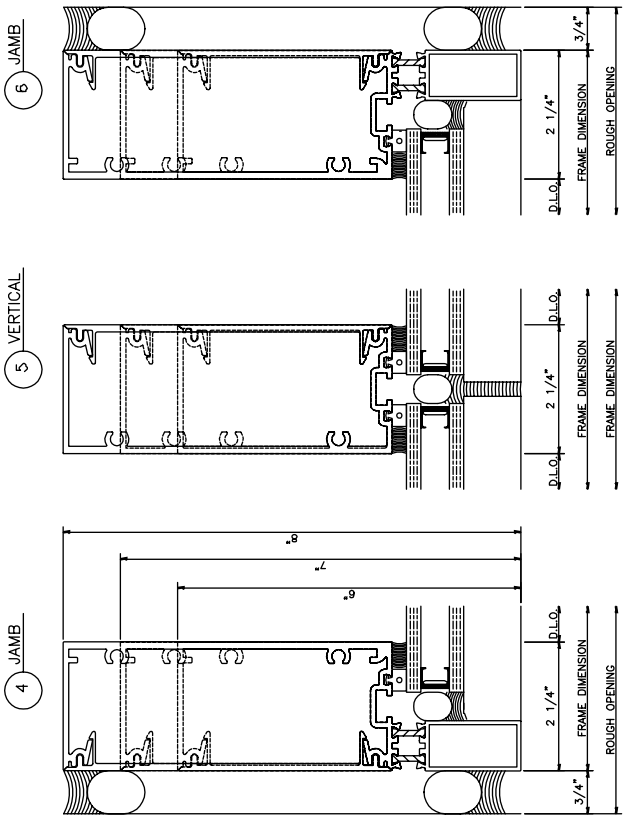 6 JAMB
3/4"
2 1/4"
D.L.O.
FRAME DIMENSION
ROUGH OPENING
5 VERTICAL
D.L.O.
2 1/4"
D.L.O.
FRAME DIMENSION
FRAME DIMENSION
4 JAMB
8"
7"
6"
D.L.O.
2 1/4"
3/4"
FRAME DIMENSION
ROUGH OPENING